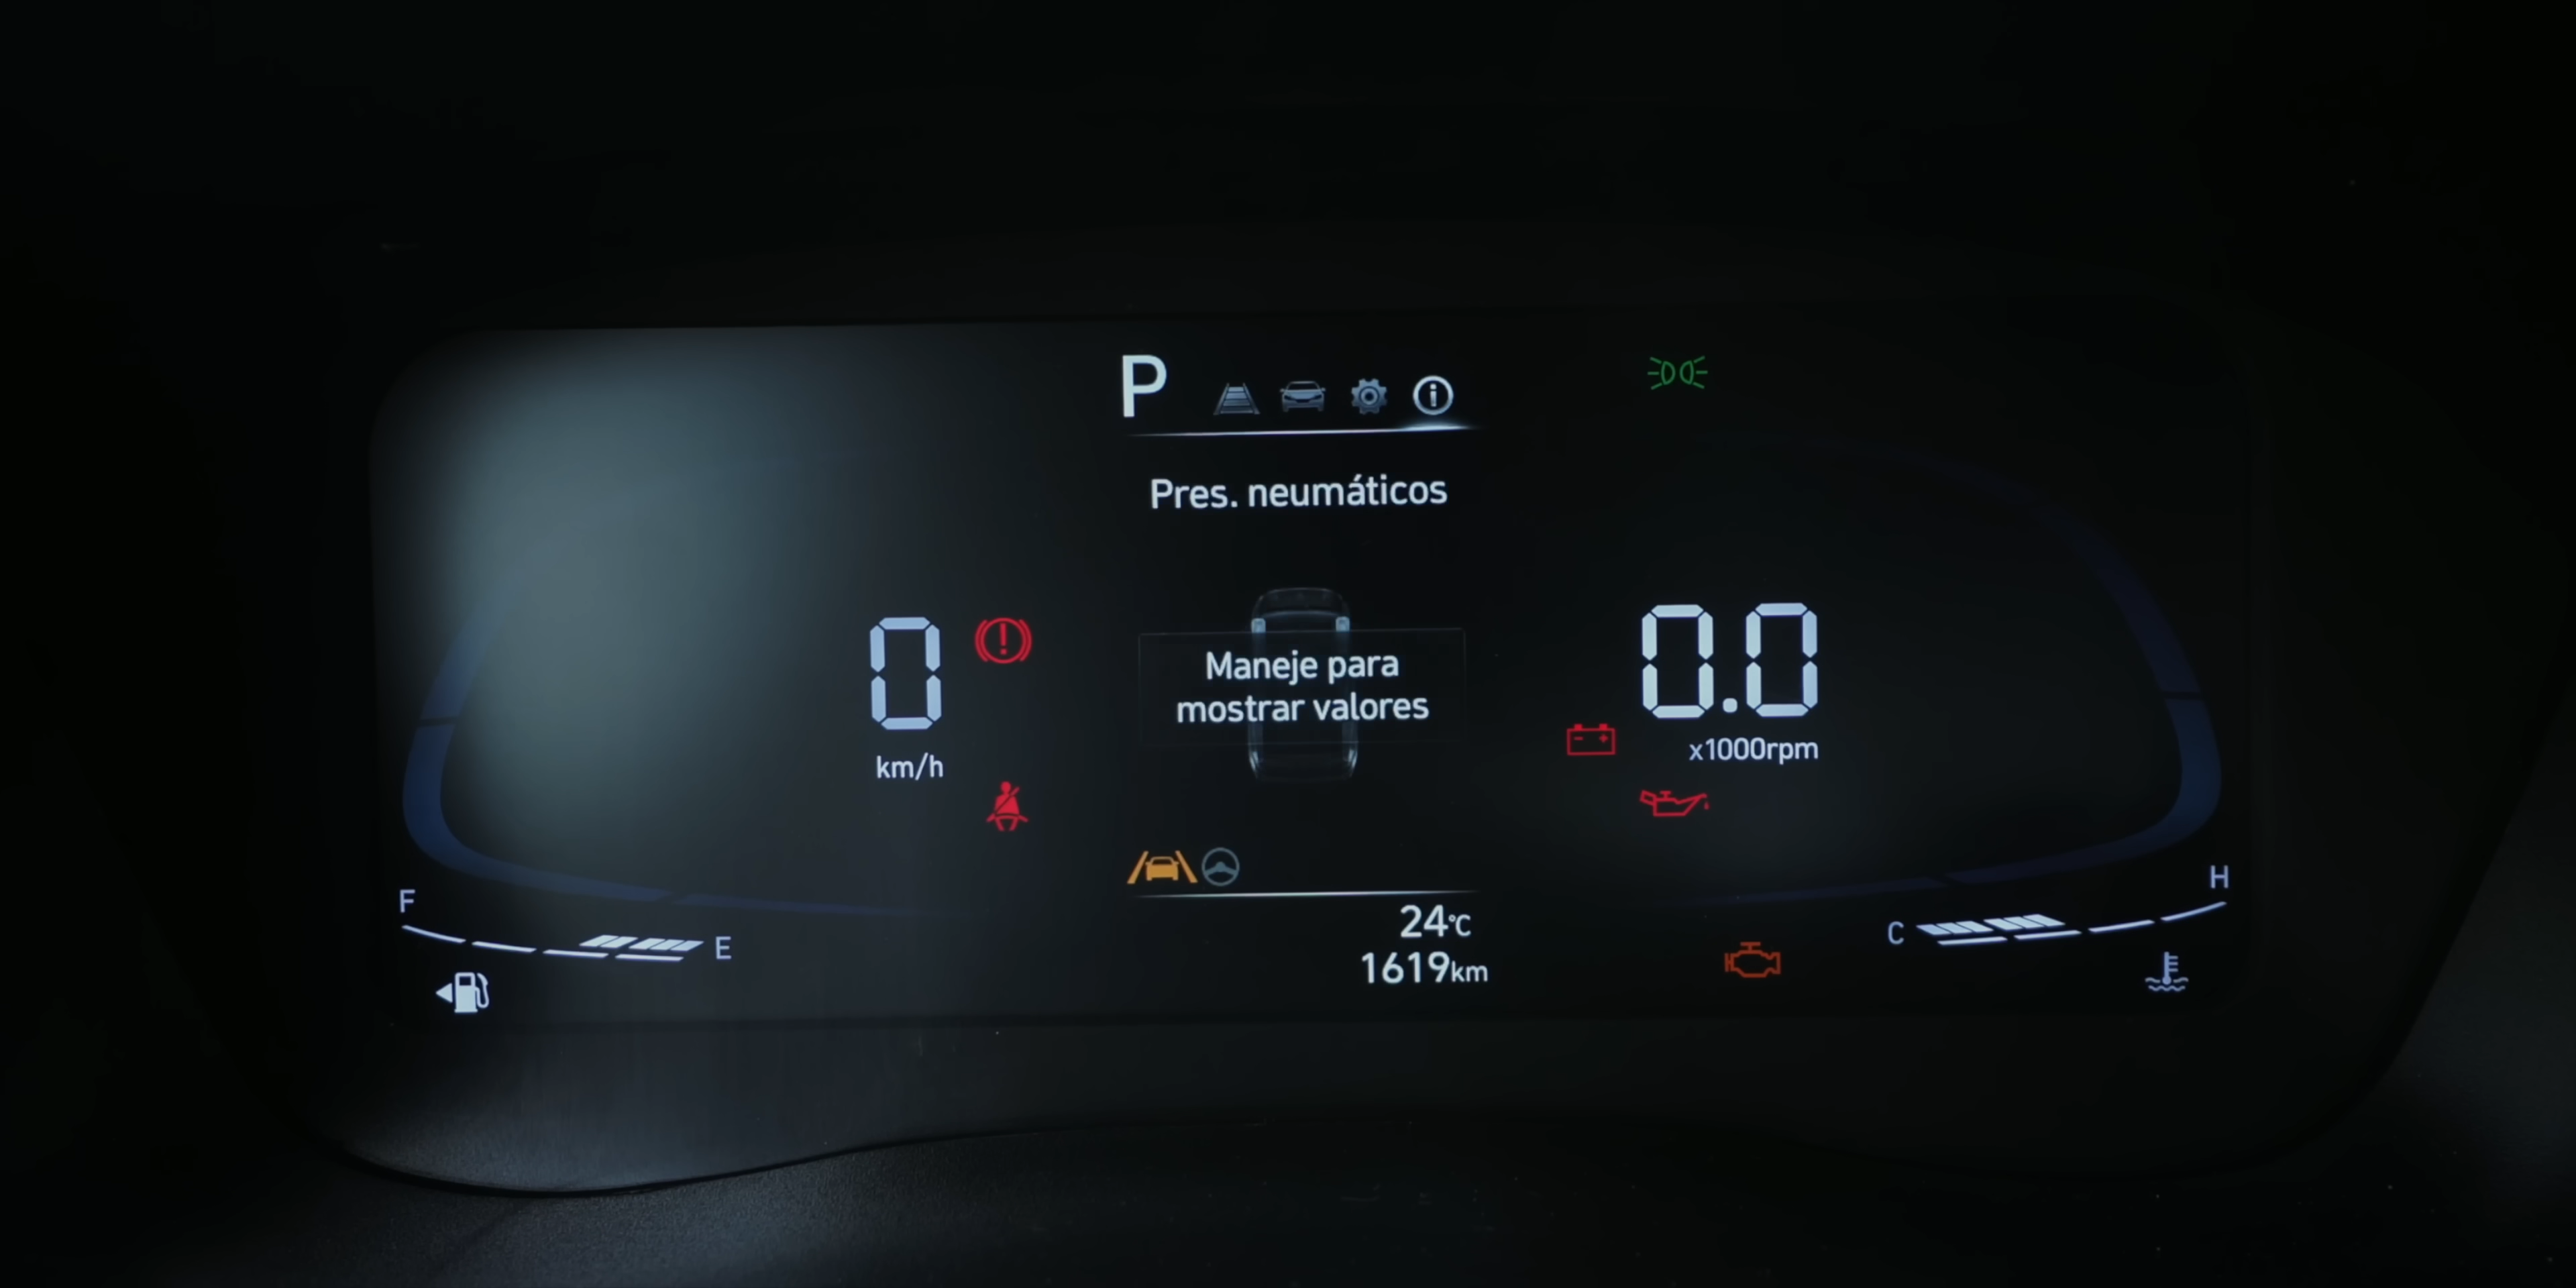 P
Pres. neumáticos
0
km/h
Maneje para
mostrar valores
0.0
x1000rpm
F
E
24°C
1619km
C
H